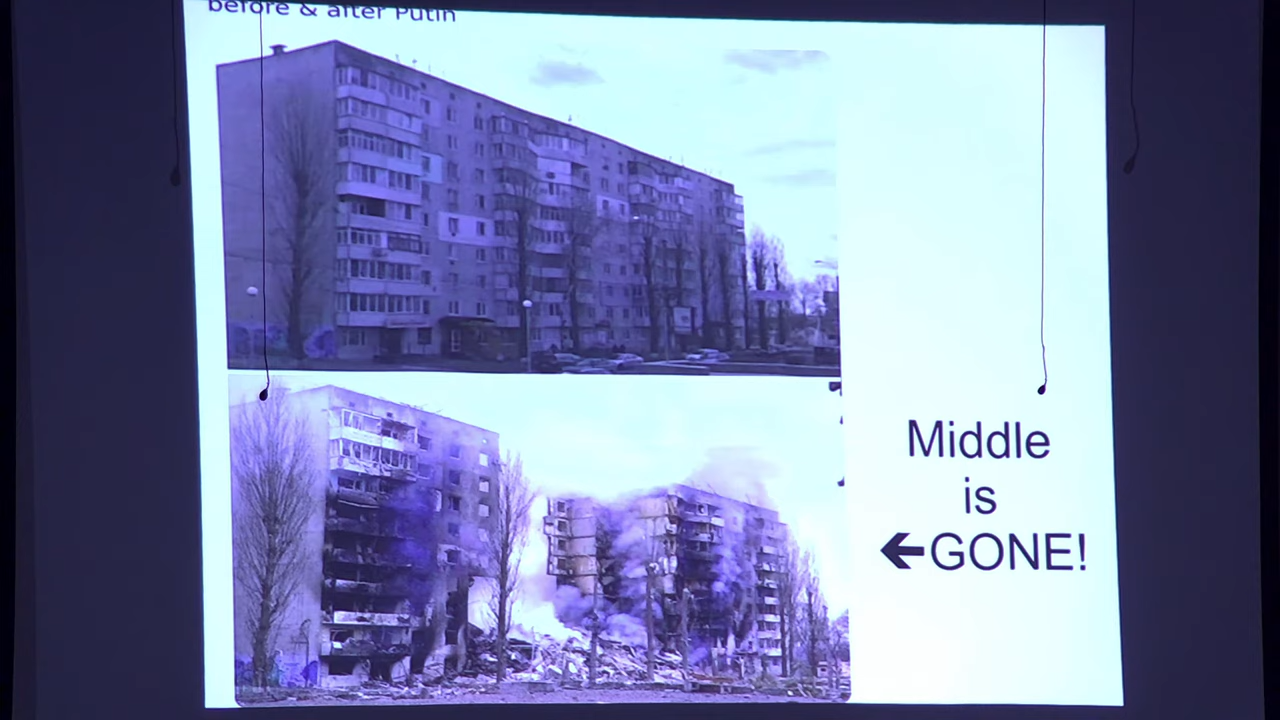 before & after Putin
Middle
is
←GONE!